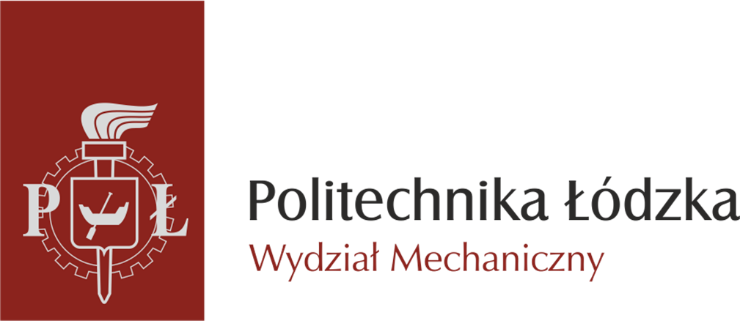 P Ł
Politechnika Łódzka
Wydział Mechaniczny